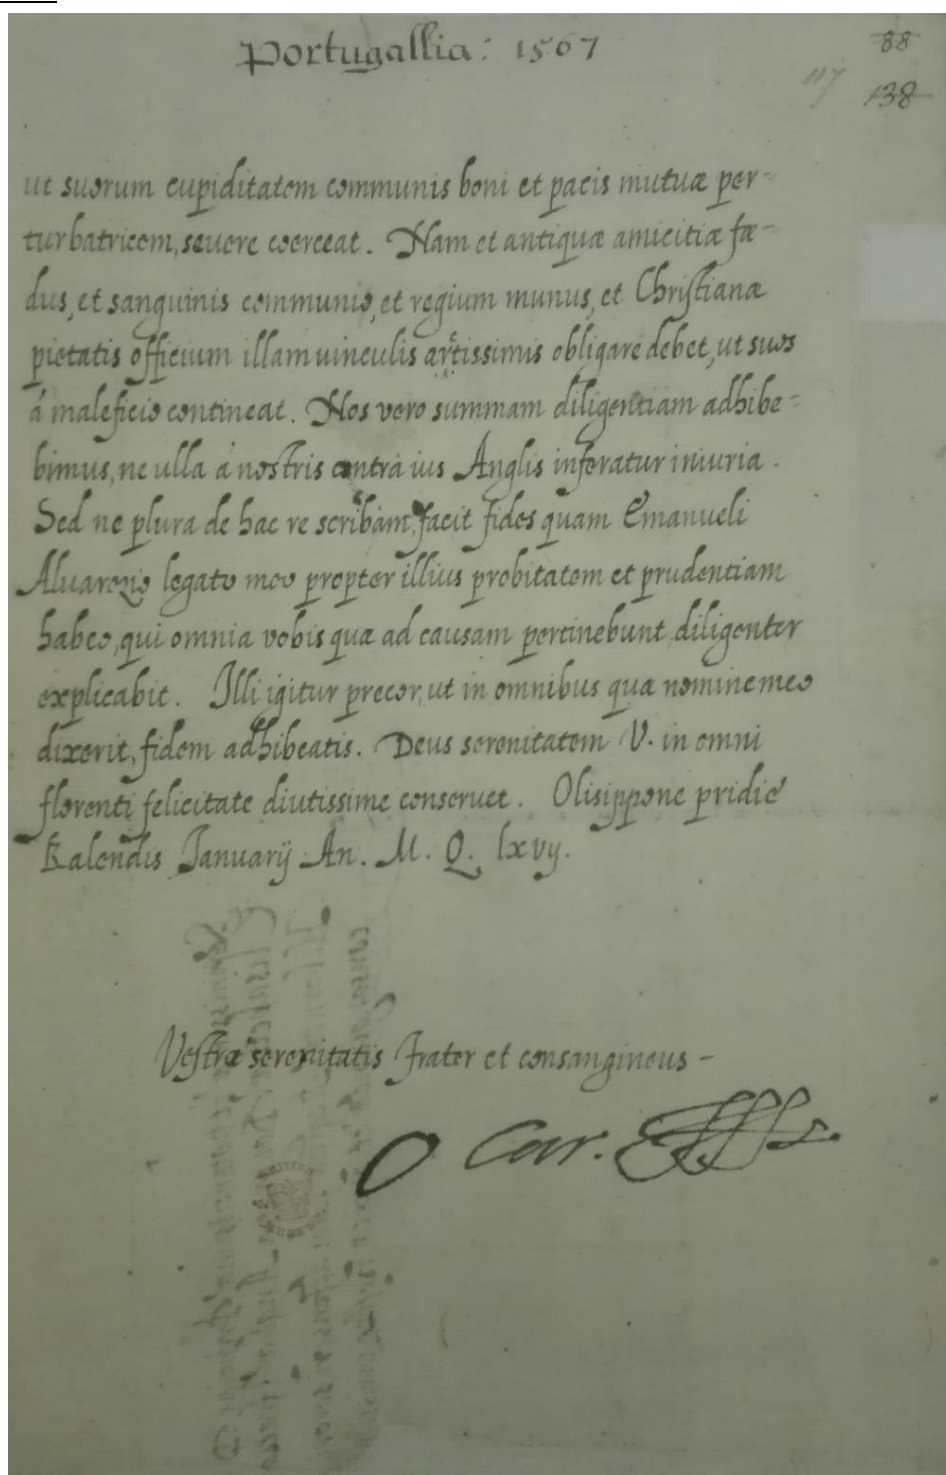 Portugallia: 1567
88
117
138
ut suorum cupiditatem communis boni et pacis mutuæ per-
turbatricem, seuere coerceat. Nam et antiquæ amicitiæ fæ-
dus, et sanguinis communio, et regium munus, et Christianæ
pietatis officium illam uinculis arctissimis obligare debet, ut suos
á maleficio contineat. Nos vero summam diligentiam adhibe-
bimus, ne ulla á nostris contra ius Anglis inferatur iniuria.
Sed ne plura de hac re scribam, facit fides quam Emanueli
Aluarezio legato meo propter illius probitatem et prudentiam
habeo, qui omnia vobis quæ ad causam pertinebunt diligenter
explicabit. Illi igitur precor, ut in omnibus quæ nomine meo
dixerit, fidem adhibeatis. Deus serenitatem V. in omni
florenti felicitate diutissime conseruet. Olisippone pridie
Kalendis Januarij An. M. Q. lxvij.
Vestræ serenitatis frater et consangineus -
O Car.